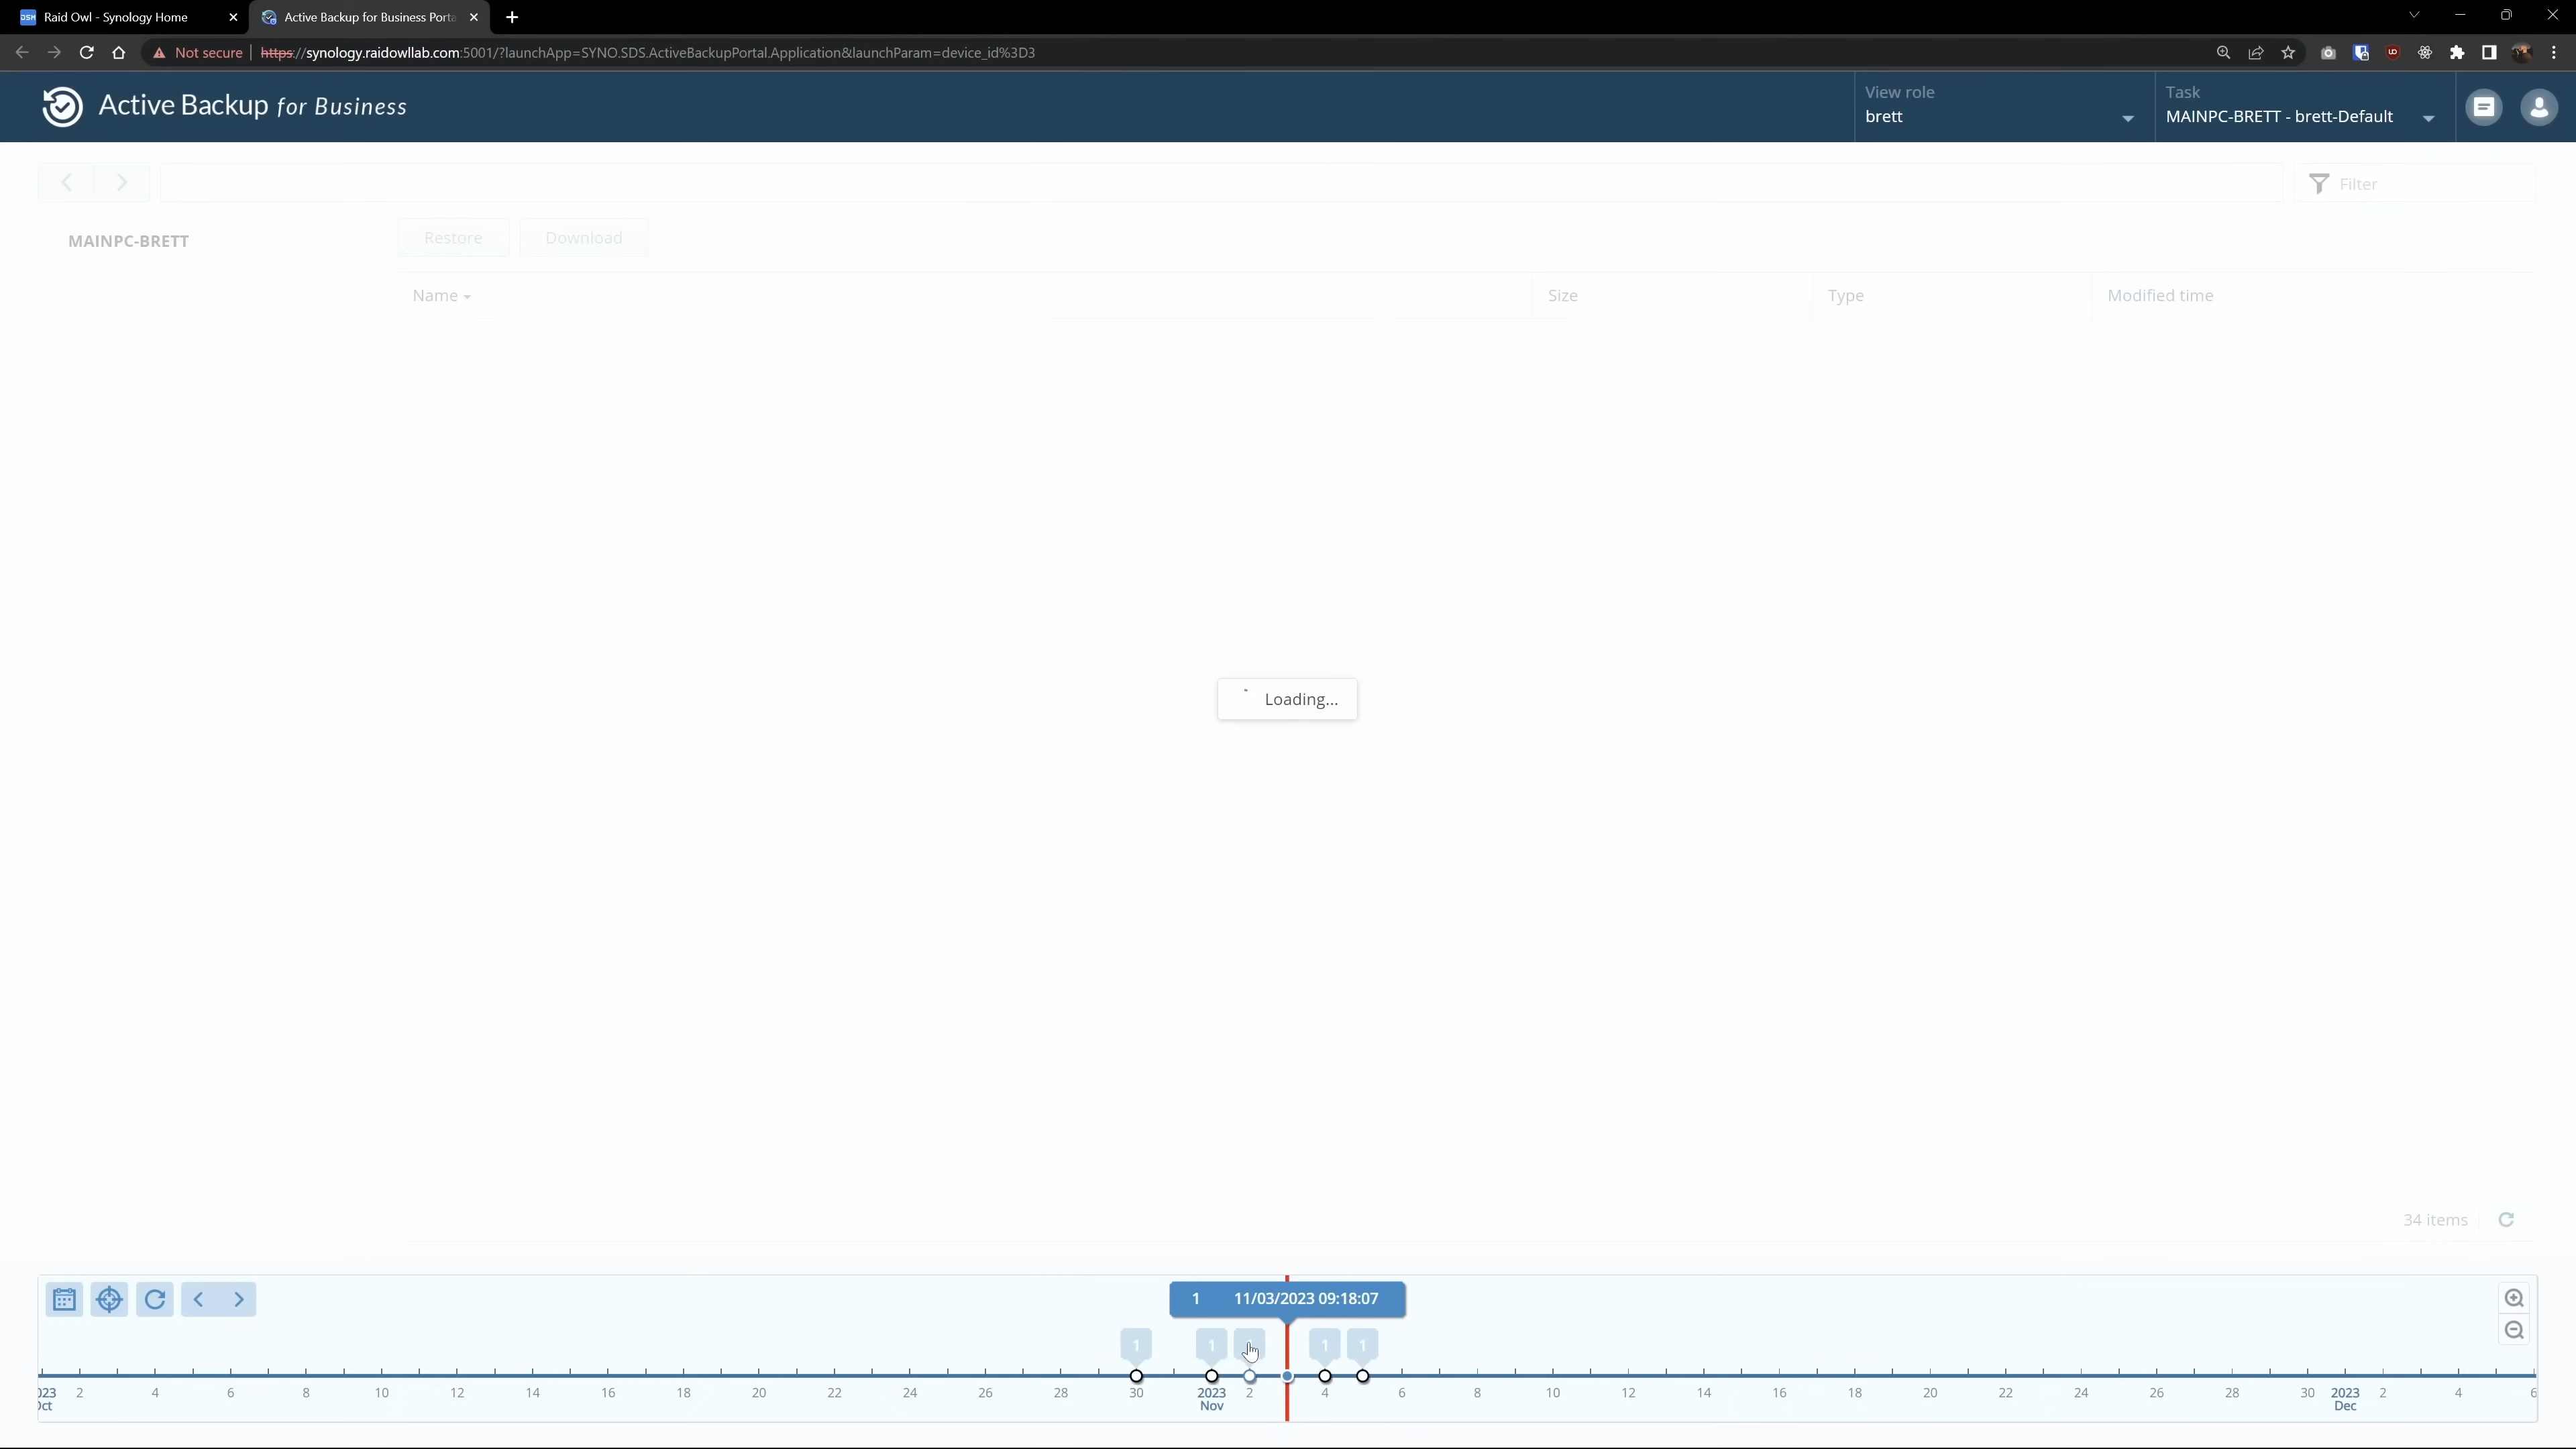 DSM Raid Owl - Synology Home
Active Backup for Business Porta
Not secure
https://synology.raidowllab.com:5001/?launchApp=SYNO.SDS.ActiveBackupPortal.Application&launchParam=device_id%3D3
Active Backup for Business
View role
brett
Task
MAINPC-BRETT - brett-Default
Filter
MAINPC-BRETT
Restore
Download
Name
Size
Type
Modified time
Loading...
34 items
1 11/03/2023 09:18:07
1 1 1 1
2 4 6 8 10 12 14 16 18 20 22 24 26 28 30 2023 2 4 6 8 10 12 14 16 18 20 22 24 26 28 30 2023 2 4 6
Nov Dec